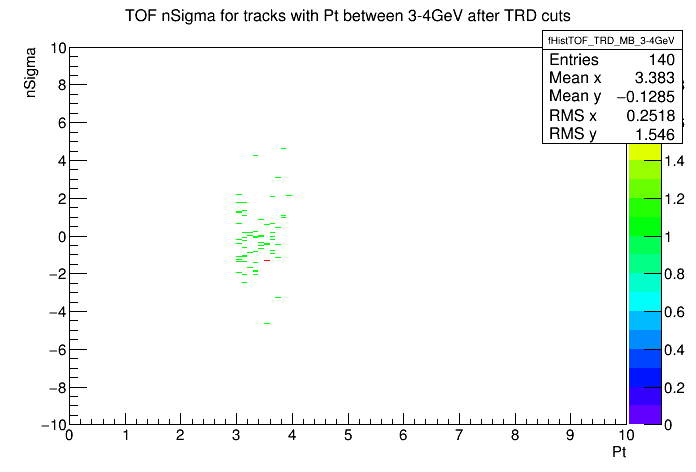 TOF nSigma for tracks with Pt between 3-4GeV after TRD cuts
fHistTOF_TRD_MB_3-4GeV
Entries 140
Mean x 3.383
Mean y −0.1285
RMS x 0.2518
RMS y 1.546
nSigma
10
8
6
4
2
0
−2
−4
−6
−8
−10
0 1 2 3 4 5 6 7 8 9 10
Pt
1.4
1.2
1
0.8
0.6
0.4
0.2
0